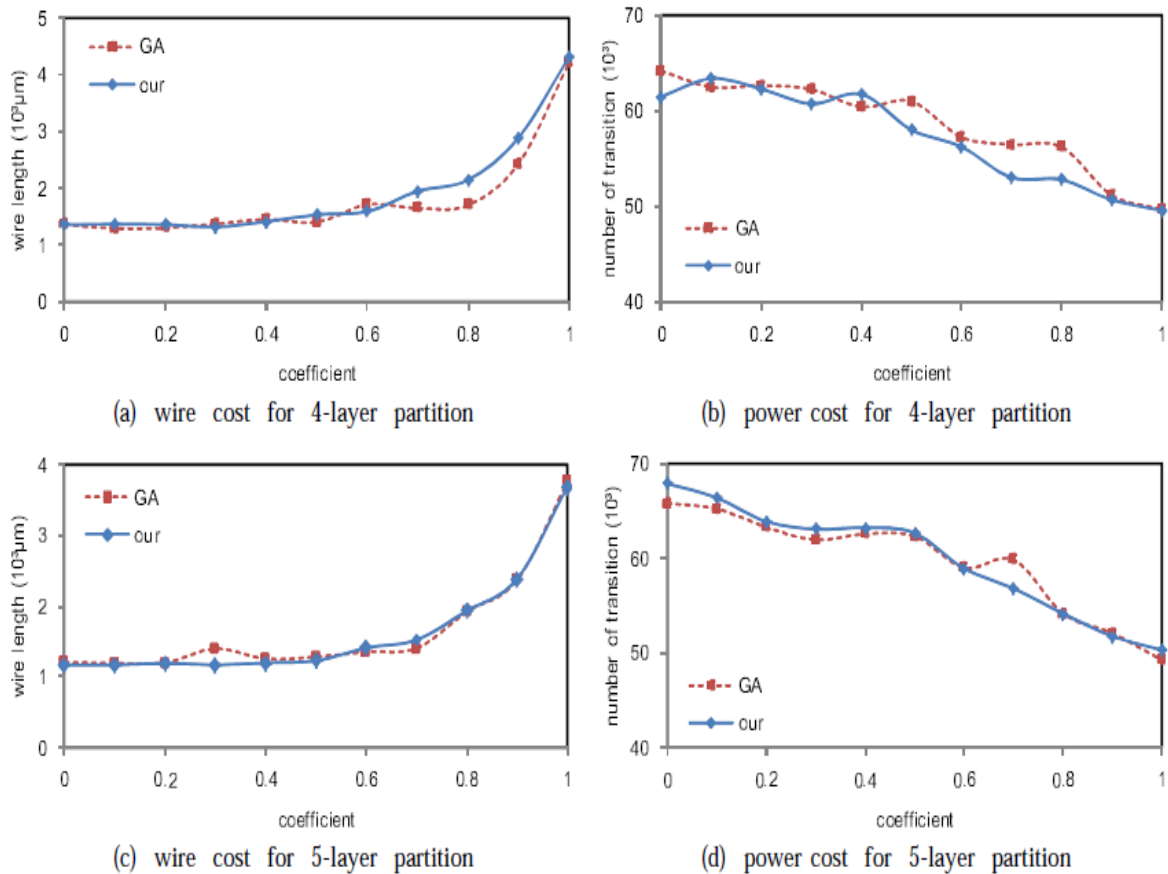 5
4
3
2
1
0
wire length (10³µm)
GA
our
0 0.2 0.4 0.6 0.8 1
coefficient
(a) wire cost for 4-layer partition
70
60
50
40
number of transition (10³)
GA
our
0 0.2 0.4 0.6 0.8 1
coefficient
(b) power cost for 4-layer partition
4
3
2
1
0
wire length (10³µm)
GA
our
0 0.2 0.4 0.6 0.8 1
coefficient
(c) wire cost for 5-layer partition
70
60
50
40
number of transition (10³)
GA
our
0 0.2 0.4 0.6 0.8 1
coefficient
(d) power cost for 5-layer partition